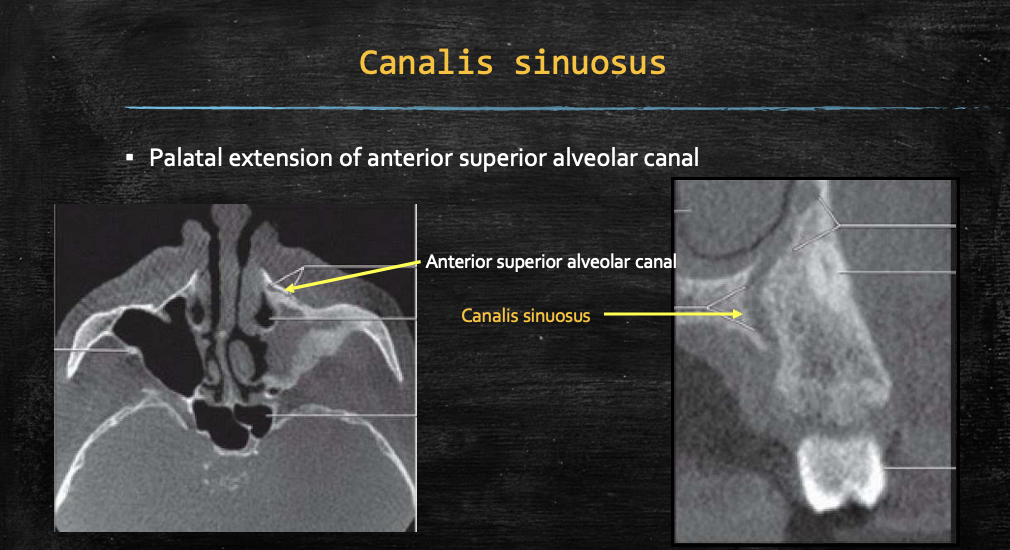 Canalis sinuosus
▪ Palatal extension of anterior superior alveolar canal
Anterior superior alveolar canal
Canalis sinuosus